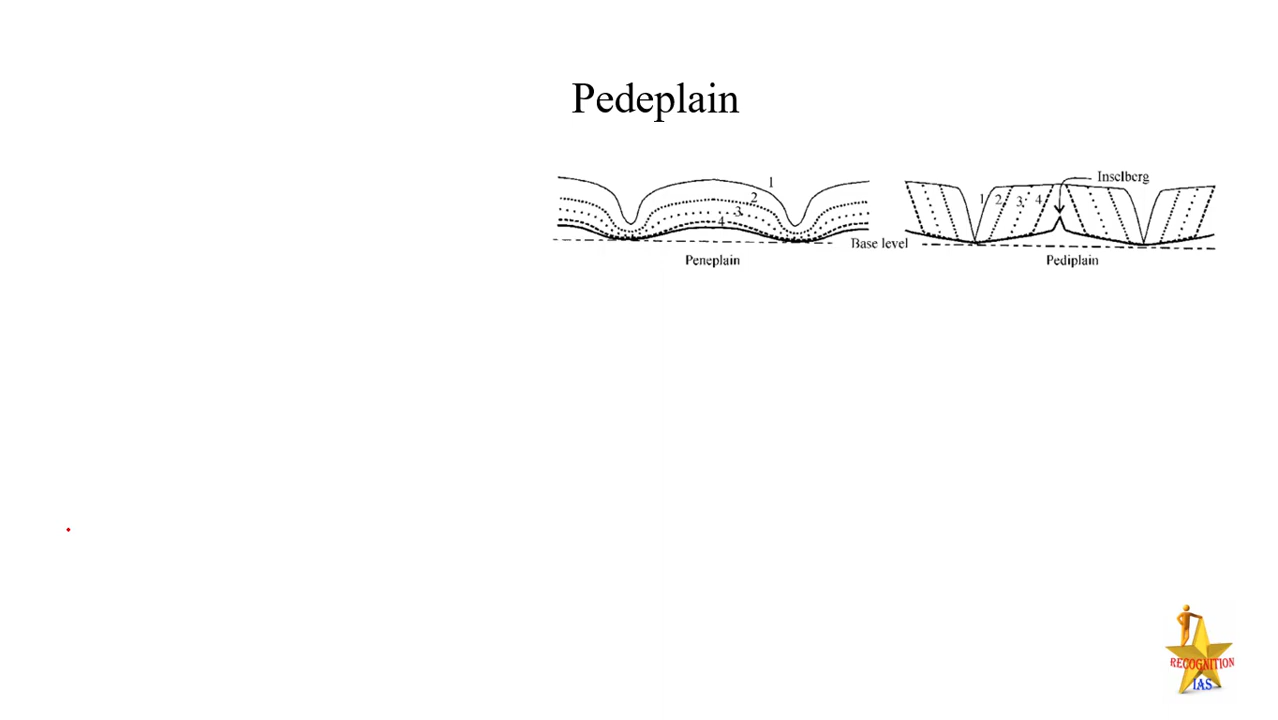 Pedeplain
1
2
3
4
Peneplain
Base level
Inselberg
1 2 3 4
Pediplain
RECOGNITION
IAS